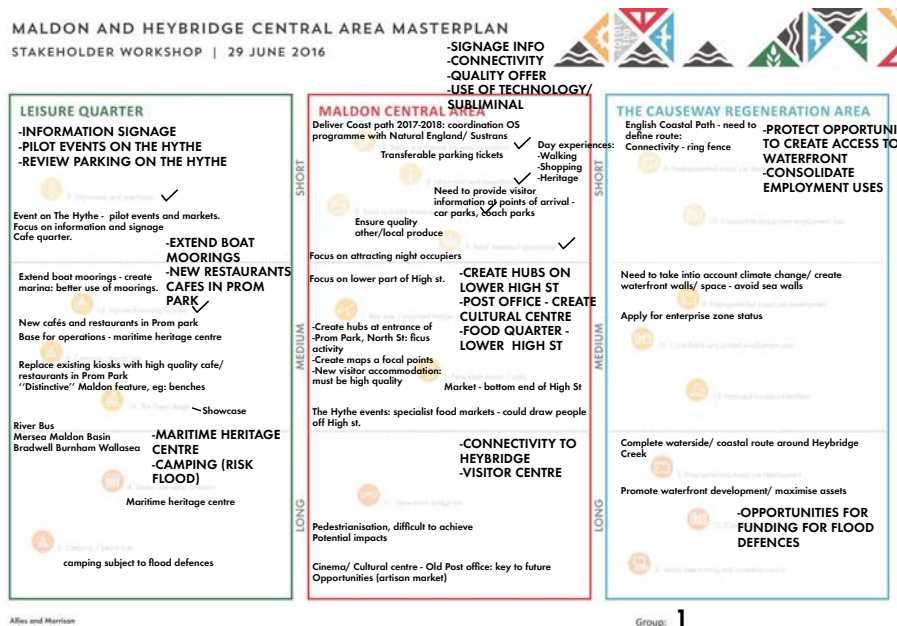 MALDON AND HEYBRIDGE CENTRAL AREA MASTERPLAN
STAKEHOLDER WORKSHOP | 29 JUNE 2016
LEISURE QUARTER
-INFORMATION SIGNAGE
-PILOT EVENTS ON THE HYTHE
-REVIEW PARKING ON THE HYTHE
Event on The Hythe - pilot events and markets.
Focus on information and signage
Cafe quarter.
-EXTEND BOAT
MOORINGS
-NEW RESTAURANTS
CAFES IN PROM
PARK
Extend boat moorings - create
marina: better use of moorings.
New cafés and restaurants in Prom park
Base for operations - maritime heritage centre
Replace existing kiosks with high quality cafe/
restaurants in Prom Park
‘‘Distinctive’’ Maldon feature, eg: benches
Showcase
River Bus
Mersea Maldon Basin
Bradwell Burnham Wallasea
-MARITIME HERITAGE
CENTRE
-CAMPING (RISK
FLOOD)
Maritime heritage centre
camping subject to flood defences
SHORT
MEDIUM
LONG
-SIGNAGE INFO
-CONNECTIVITY
-QUALITY OFFER
-USE OF TECHNOLOGY/
SUBLIMINAL
MALDON CENTRAL AREA
Deliver Coast path 2017-2018: coordination OS
programme with Natural England/ Sustrans
Transferable parking tickets
Day experiences:
-Walking
-Shopping
-Heritage
Need to provide visitor
information at points of arrival -
car parks, coach parks
Ensure quality
other/local produce
Focus on attracting night occupiers
Focus on lower part of High st.
-CREATE HUBS ON
LOWER HIGH ST
-POST OFFICE - CREATE
CULTURAL CENTRE
-FOOD QUARTER -
LOWER HIGH ST
-Create hubs at entrance of
-Prom Park, North St: ficus
activity
-Create maps a focal points
-New visitor accommodation:
must be high quality
Market - bottom end of High St
The Hythe events: specialist food markets - could draw people
off High st.
-CONNECTIVITY TO
HEYBRIDGE
-VISITOR CENTRE
Pedestrianisation, difficult to achieve
Potential impacts
Cinema/ Cultural centre - Old Post office: key to future
Opportunities (artisan market)
SHORT
MEDIUM
LONG
THE CAUSEWAY REGENERATION AREA
English Coastal Path - need to
define route:
Connectivity - ring fence
-PROTECT OPPORTUNI
TO CREATE ACCESS TO
WATERFRONT
-CONSOLIDATE
EMPLOYMENT USES
Need to take intio account climate change/ create
waterfront walls/ space - avoid sea walls
Apply for enterprize zone status
Complete waterside/ coastal route around Heybridge
Creek
Promote waterfront development/ maximise assets
-OPPORTUNITIES FOR
FUNDING FOR FLOOD
DEFENCES
Allies and Morrison
Group: 1